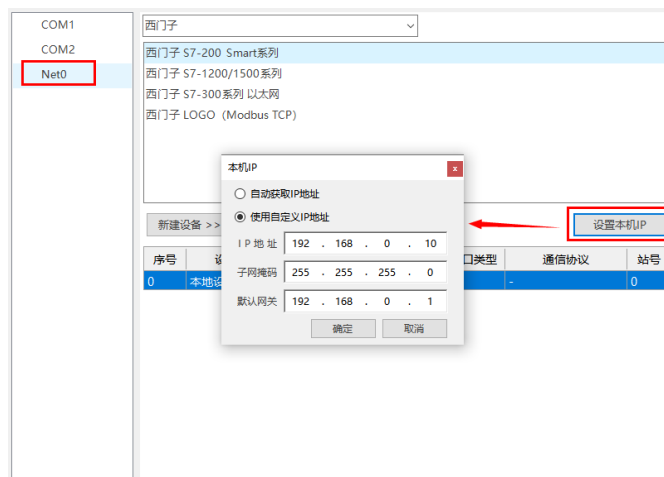 COM1
COM2
Net0
西门子
西门子 S7-200 Smart系列
西门子 S7-1200/1500系列
西门子 S7-300系列 以太网
西门子 LOGO（Modbus TCP）
本机IP
x
自动获取IP地址
使用自定义IP地址
IP地址 192 . 168 . 0 . 10
子网掩码 255 . 255 . 255 . 0
默认网关 192 . 168 . 0 . 1
确定 取消
新建设备 >>
设置本机IP
序号 口类型 通信协议 站号
0 本地设 - 0